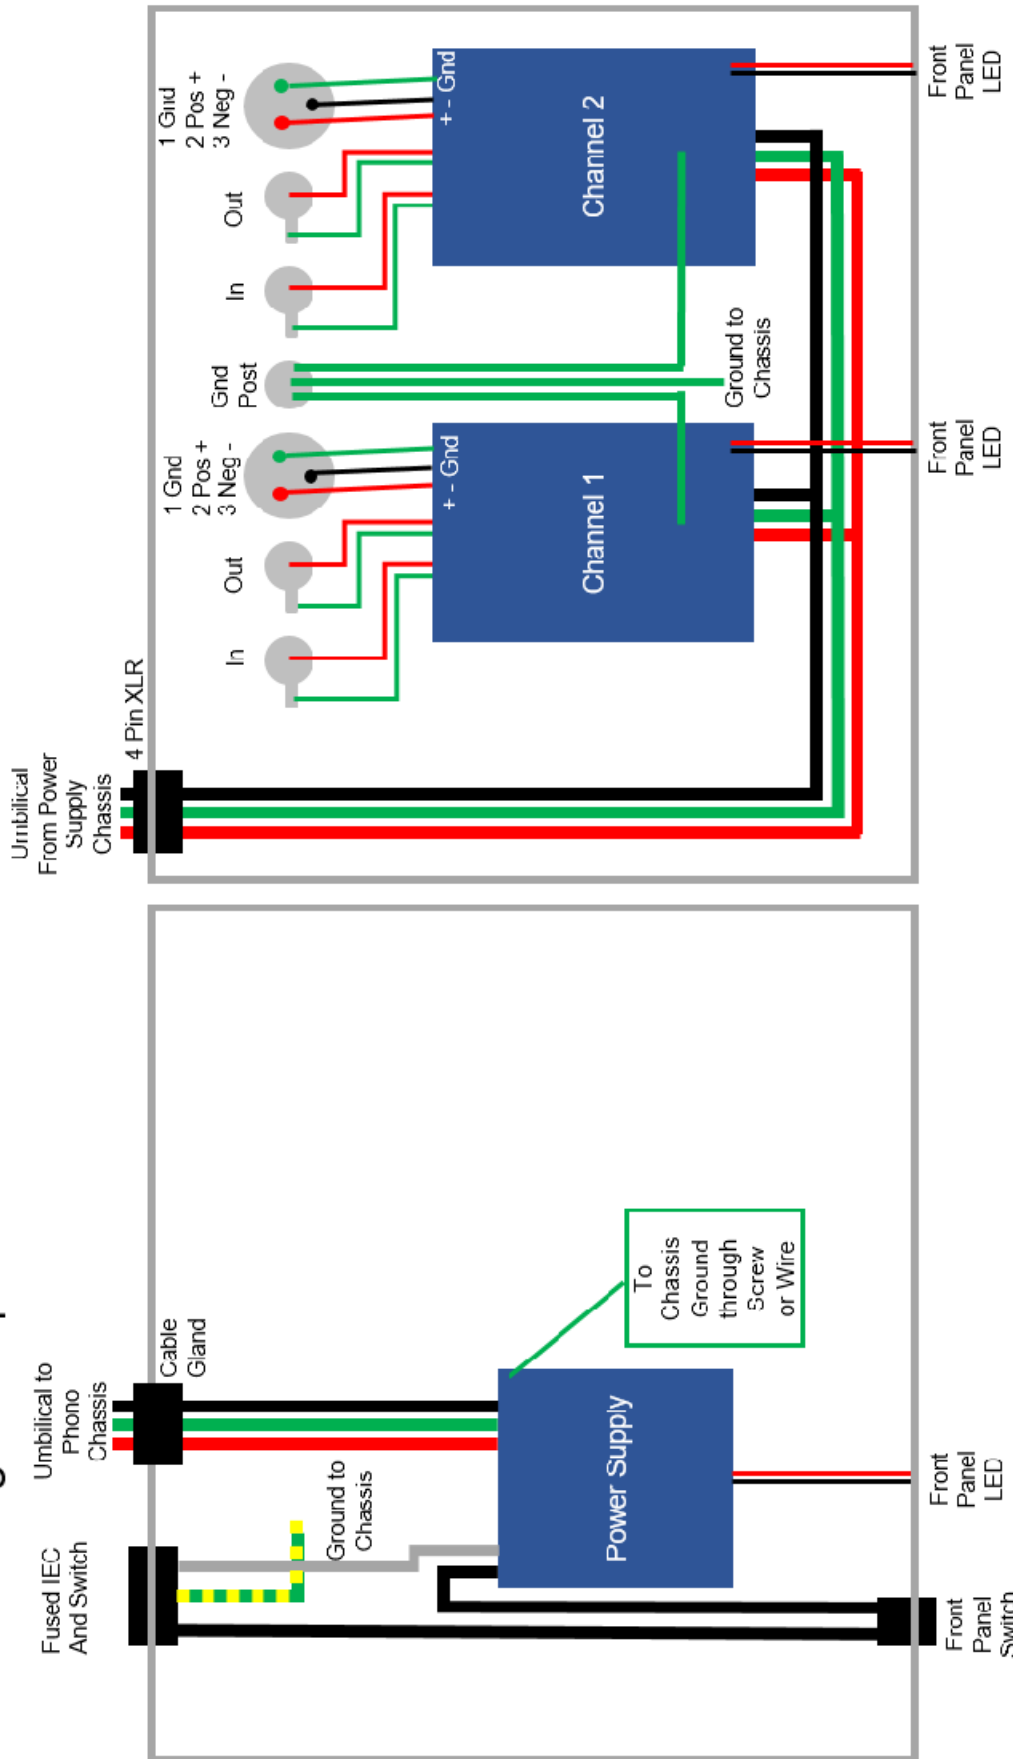 Fused IEC
And Switch
Umbilical to
Phono
Chassis
Cable
Gland
Ground to
Chassis
Power Supply
To
Chassis
Ground
through
Screw
or Wire
Front
Panel
Switch
Front
Panel
LED
Umbilical
From Power
Supply
Chassis
4 Pin XLR
In
Out
1 Gnd
2 Pos +
3 Neg -
Gnd
Post
In
Out
1 Gnd
2 Pos +
3 Neg -
+ - Gnd
Channel 1
Ground to
Chassis
+ - Gnd
Channel 2
Front
Panel
LED
Front
Panel
LED